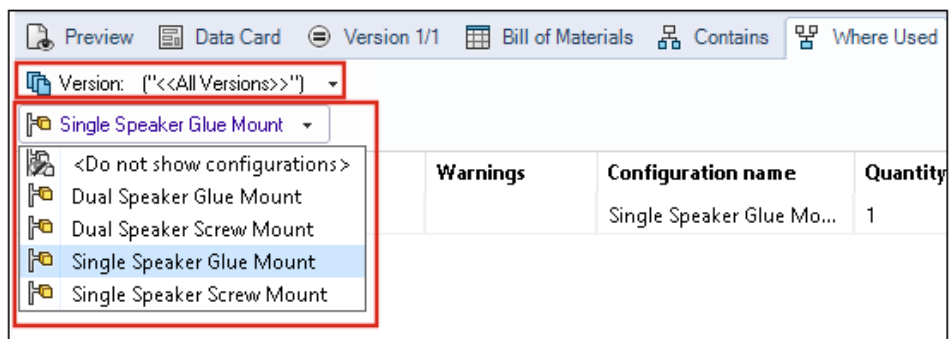 Preview Data Card Version 1/1 Bill of Materials Contains Where Used
Version: ("<<All Versions>>")
Single Speaker Glue Mount
<Do not show configurations> Warnings Configuration name Quantity
Dual Speaker Glue Mount Single Speaker Glue Mo... 1
Dual Speaker Screw Mount
Single Speaker Glue Mount
Single Speaker Screw Mount